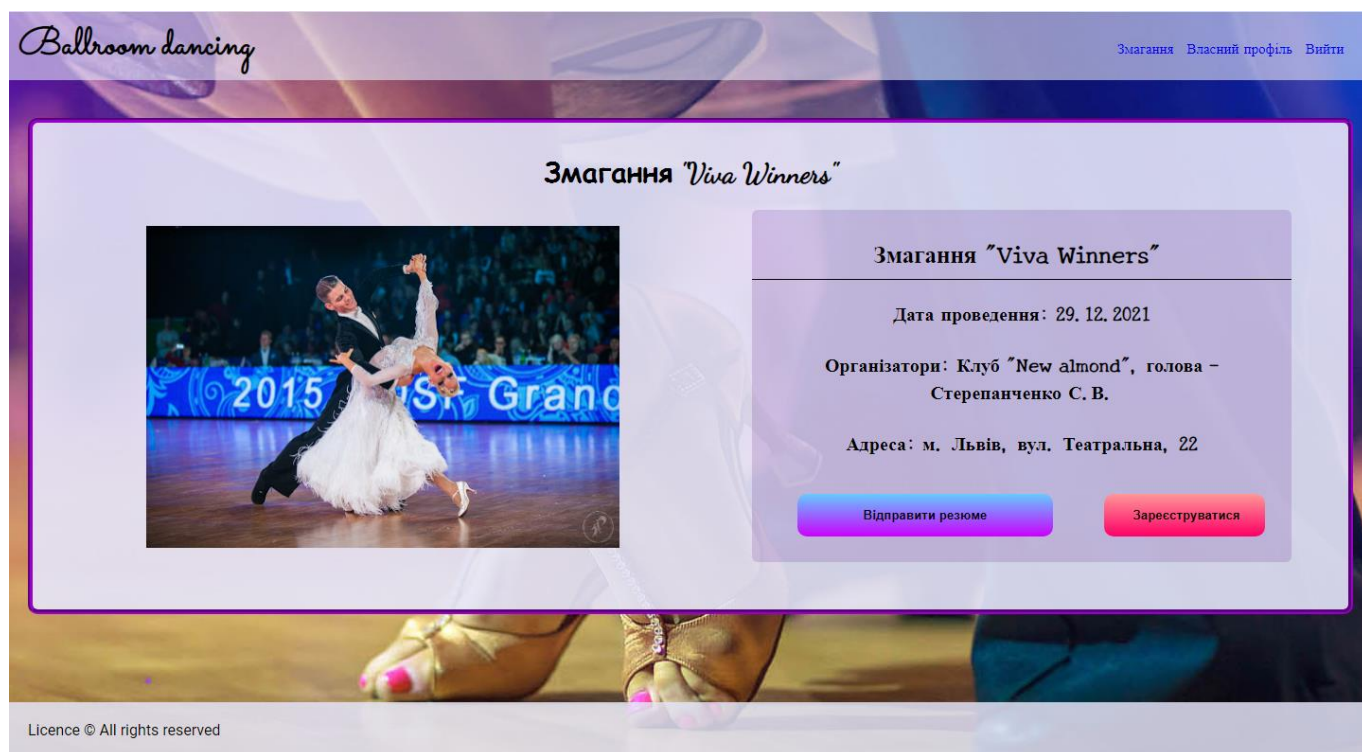 Ballroom dancing
Змагання Власний профіль Вийти
Змагання "Viva Winners"
2015 Grand
Змагання "Viva Winners"
Дата проведення: 29.12.2021
Організатори: Клуб "New almond", голова -
Стерепанченко С.В.
Адреса: м. Львів, вул. Театральна, 22
Відправити резюме
Зареєструватися
Licence © All rights reserved